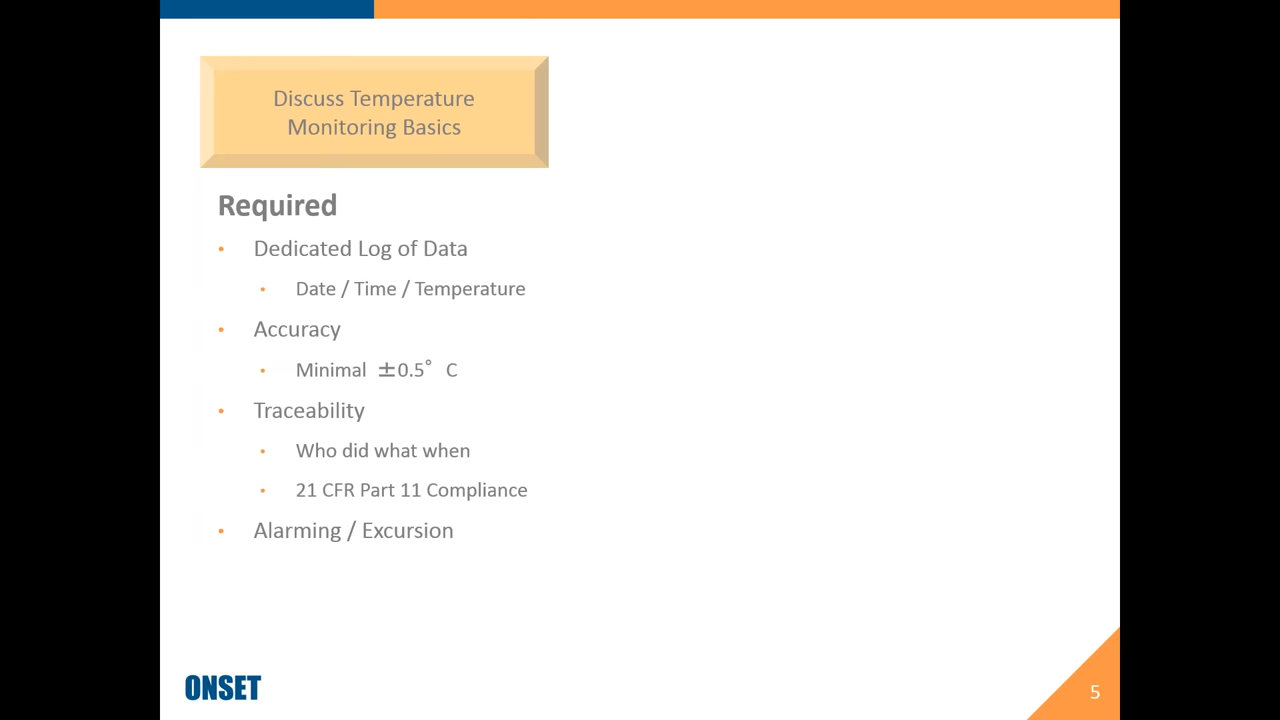 Discuss Temperature
Monitoring Basics
Required
• Dedicated Log of Data
• Date / Time / Temperature
• Accuracy
• Minimal ±0.5° C
• Traceability
• Who did what when
• 21 CFR Part 11 Compliance
• Alarming / Excursion
ONSET
5